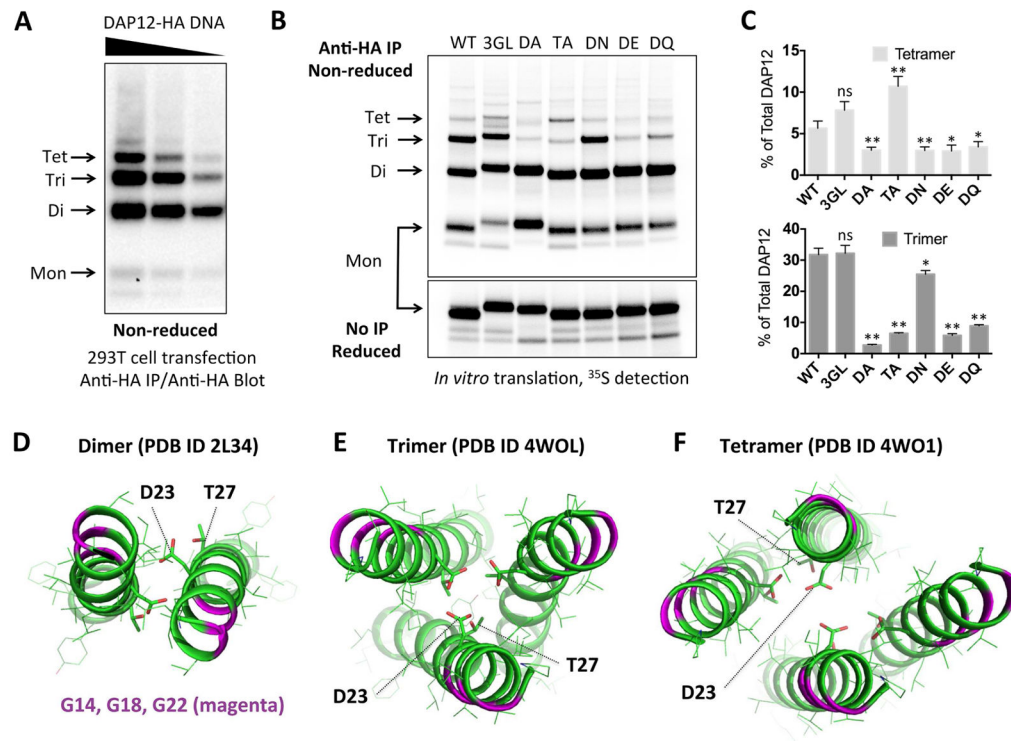 A
DAP12-HA DNA
Tet
Tri
Di
Mon
Non-reduced
293T cell transfection
Anti-HA IP/Anti-HA Blot
B
Anti-HA IP
Non-reduced
WT 3GL DA TA DN DE DQ
Tet
Tri
Di
Mon
No IP
Reduced
In vitro translation, ³⁵S detection
C
% of Total DAP12
15
10
5
0
Tetramer
ns
**
**
**
*
*
WT 3GL DA TA DN DE DQ
% of Total DAP12
40
30
20
10
0
Trimer
ns
**
**
*
**
**
WT 3GL DA TA DN DE DQ
D Dimer (PDB ID 2L34)
D23 T27
G14, G18, G22 (magenta)
E Trimer (PDB ID 4WOL)
D23
T27
F Tetramer (PDB ID 4WO1)
T27
D23